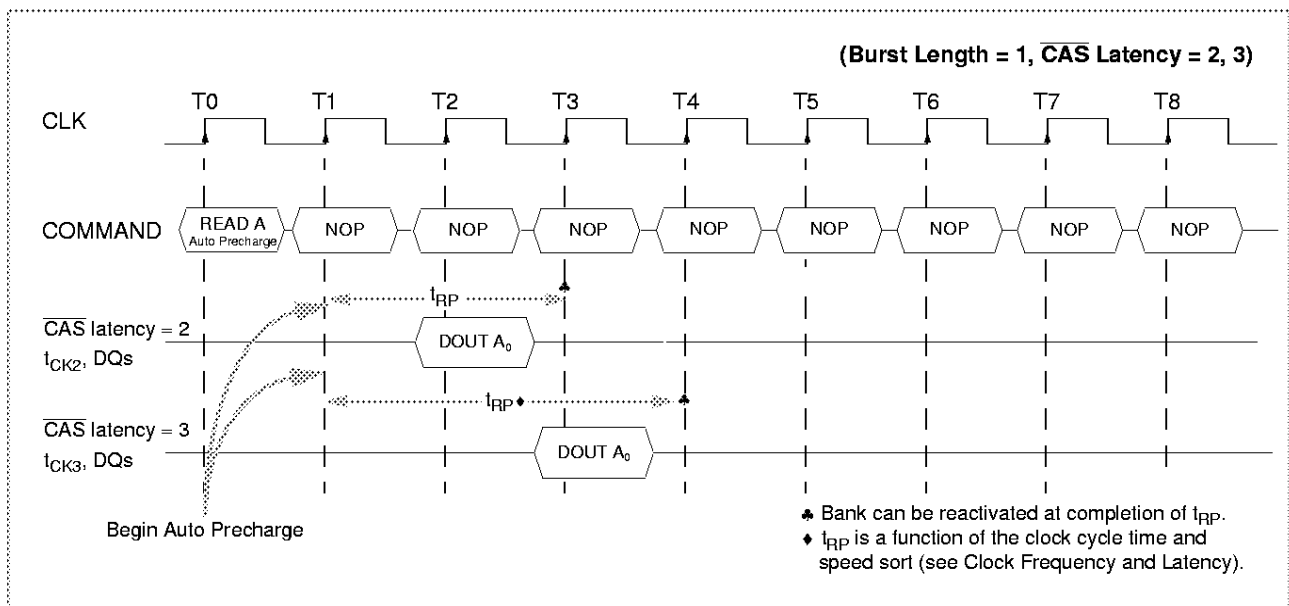 (Burst Length = 1, CAS Latency = 2, 3)
T0 T1 T2 T3 T4 T5 T6 T7 T8
CLK
COMMAND
READ A
Auto Precharge
NOP NOP NOP NOP NOP NOP NOP NOP
tRP
CAS latency = 2
tCK2, DQs
DOUT A0
tRP♦
CAS latency = 3
tCK3, DQs
DOUT A0
Begin Auto Precharge
♣ Bank can be reactivated at completion of tRP.
♦ tRP is a function of the clock cycle time and
speed sort (see Clock Frequency and Latency).